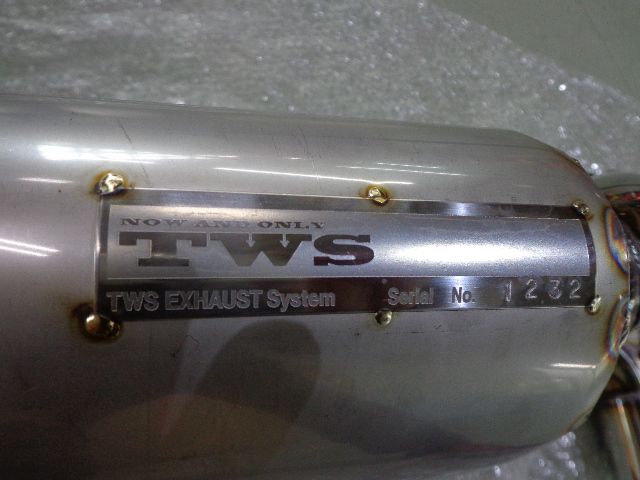 NOW AND ONLY
TWS
TWS EXHAUST System Serial No. 1232